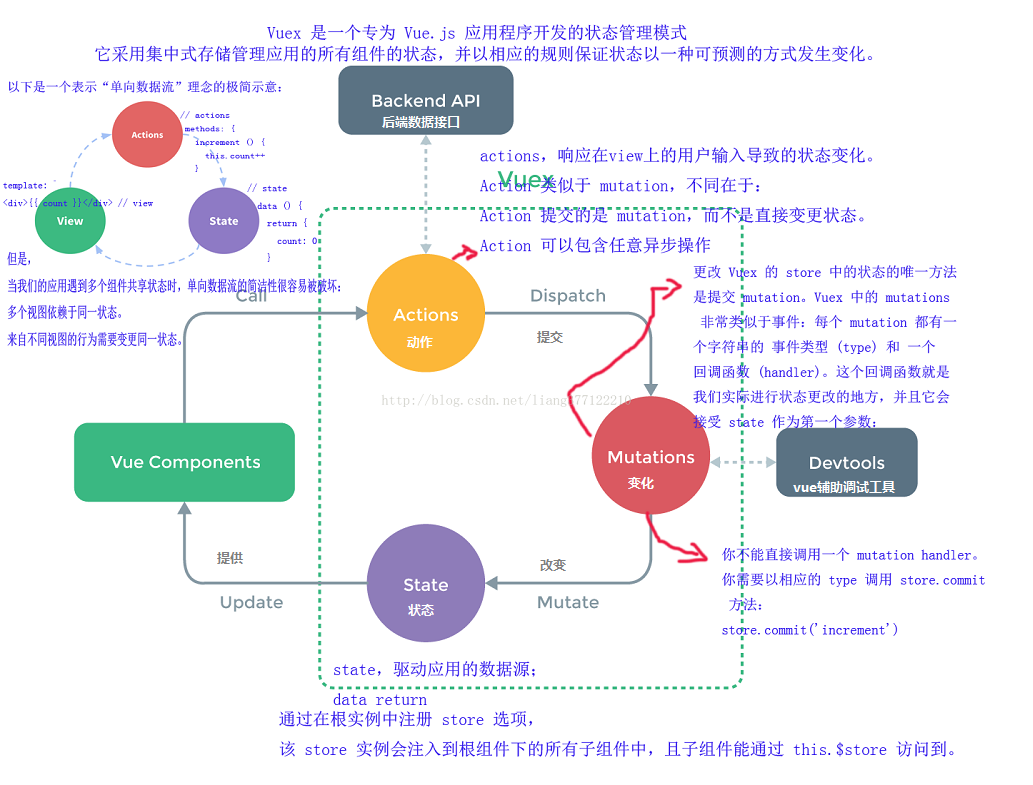 Vuex 是一个专为 Vue.js 应用程序开发的状态管理模式
它采用集中式存储管理应用的所有组件的状态，并以相应的规则保证状态以一种可预测的方式发生变化。
以下是一个表示“单向数据流”理念的极简示意：
Actions
// actions
methods: {
increment () {
this.count++
}
template: `
<div>{{ count }}</div> // view
View
State
// state
data () {
return {
count: 0
}
但是，
当我们的应用遇到多个组件共享状态时，单向数据流的简洁性很容易被破坏：
多个视图依赖于同一状态。
来自不同视图的行为需要变更同一状态。
Backend API
后端数据接口
Vuex
actions，响应在view上的用户输入导致的状态变化。
Action 类似于 mutation，不同在于：
Action 提交的是 mutation，而不是直接变更状态。
Action 可以包含任意异步操作
Call
Actions
动作
Dispatch
提交
更改 Vuex 的 store 中的状态的唯一方法
是提交 mutation。Vuex 中的 mutations
非常类似于事件：每个 mutation 都有一
个字符串的 事件类型 (type) 和 一个
回调函数 (handler)。这个回调函数就是
我们实际进行状态更改的地方，并且它会
接受 state 作为第一个参数：
http://blog.csdn.net/liang377122210
Vue Components
Mutations
变化
Devtools
vue辅助调试工具
提供
Update
State
状态
改变
Mutate
你不能直接调用一个 mutation handler。
你需要以相应的 type 调用 store.commit
方法：
store.commit('increment')
state，驱动应用的数据源；
data return
通过在根实例中注册 store 选项，
该 store 实例会注入到根组件下的所有子组件中，且子组件能通过 this.$store 访问到。